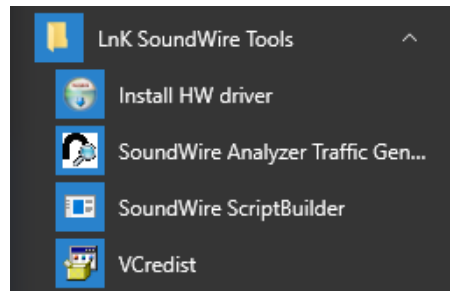 LnK SoundWire Tools
Install HW driver
SoundWire Analyzer Traffic Gen...
SoundWire ScriptBuilder
VCredist